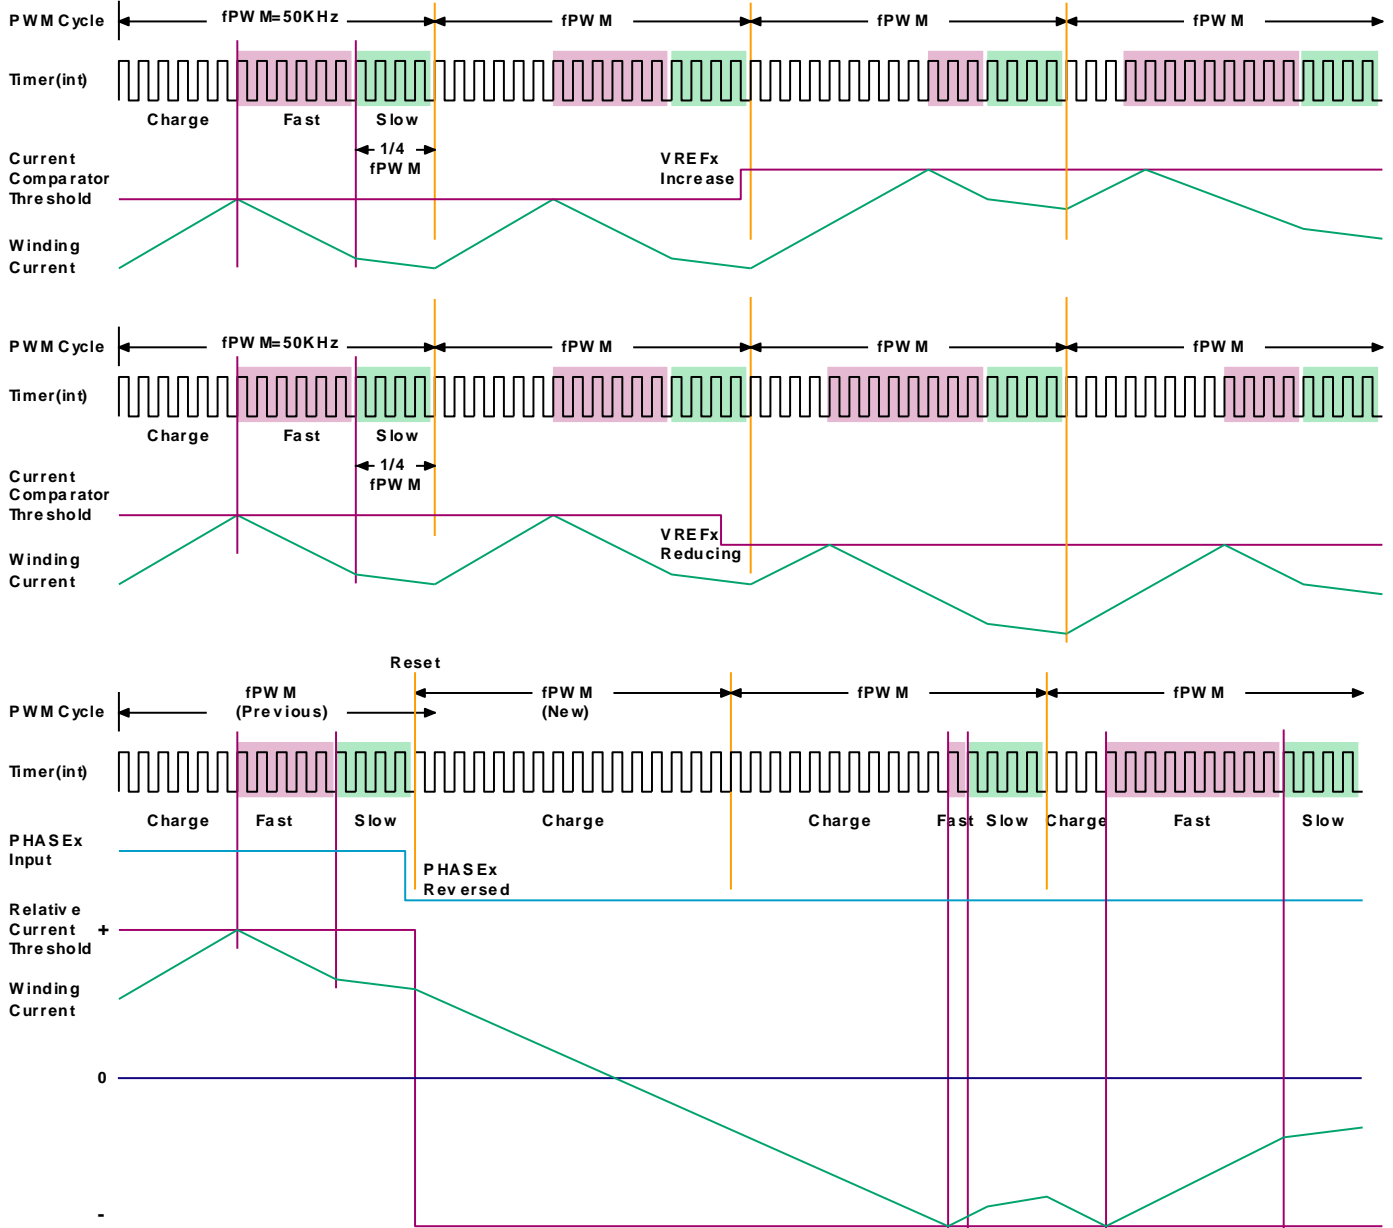 PWM Cycle fPWM=50KHz fPWM fPWM fPWM
Timer(int)
Charge Fast Slow
1/4
fPWM
Current
Comparator
Threshold
VREFx
Increase
Winding
Current
PWM Cycle fPWM=50KHz fPWM fPWM fPWM
Timer(int)
Charge Fast Slow
1/4
fPWM
Current
Comparator
Threshold
VREFx
Reducing
Winding
Current
Reset
PWM Cycle
fPWM
(Previous)
fPWM
(New)
fPWM fPWM
Timer(int)
Charge Fast Slow Charge Charge Fast Slow Charge Fast Slow
PHASEx
Input
PHASEx
Reversed
Relative
Current +
Threshold
Winding
Current
0
-